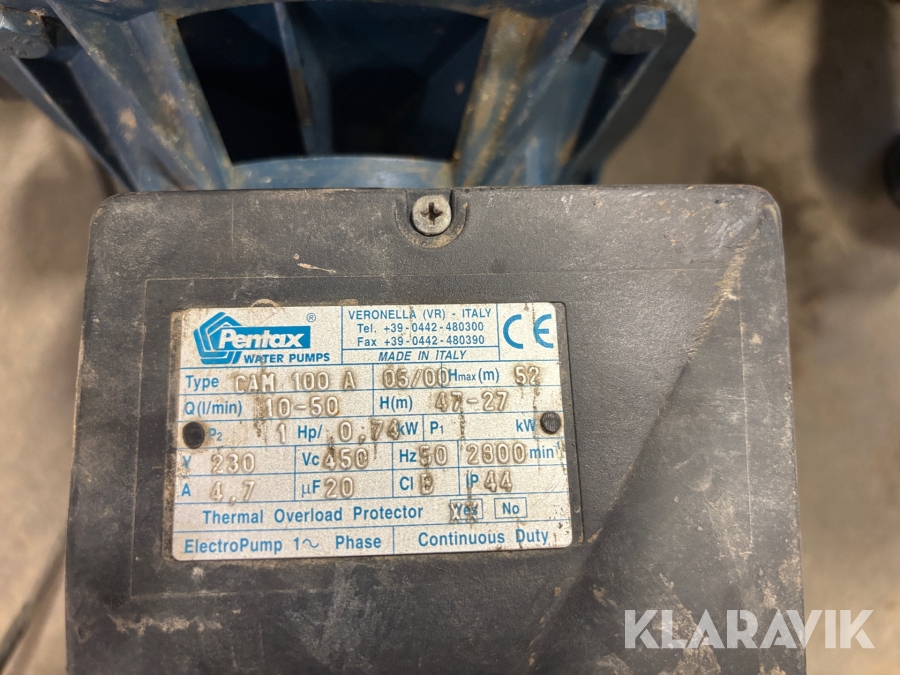 Pentax ®
WATER PUMPS
VERONELLA (VR) - ITALY
Tel. +39-0442-480300
Fax +39-0442-480390
MADE IN ITALY
CE
Type CAM 100 A 05/00 Hmax (m) 52
Q(l/min) 10-50 H(m) 47-27
P2 1 Hp/ 0,74 kW P1 kW
V 230 Vc 450 Hz 50 2800 min-1
A 4,7 µF 20 Cl B IP 44
Thermal Overload Protector Yes No
ElectroPump 1~ Phase Continuous Duty
KLARAVIK